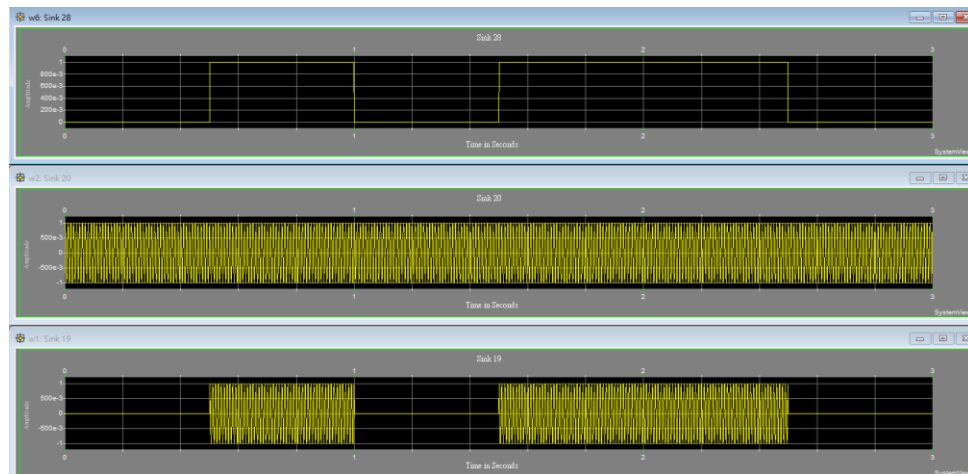 w6: Sink 28
Sink 28
0 1 2 3
1
800e-3
600e-3
400e-3
200e-3
0
Amplitude
0 1 2 3
Time in Seconds
SystemView
w2: Sink 20
Sink 20
0 1 2 3
1
500e-3
0
-500e-3
-1
Amplitude
0 1 2 3
Time in Seconds
SystemView
w1: Sink 19
Sink 19
0 1 2 3
1
500e-3
0
-500e-3
-1
Amplitude
0 1 2 3
Time in Seconds
SystemView